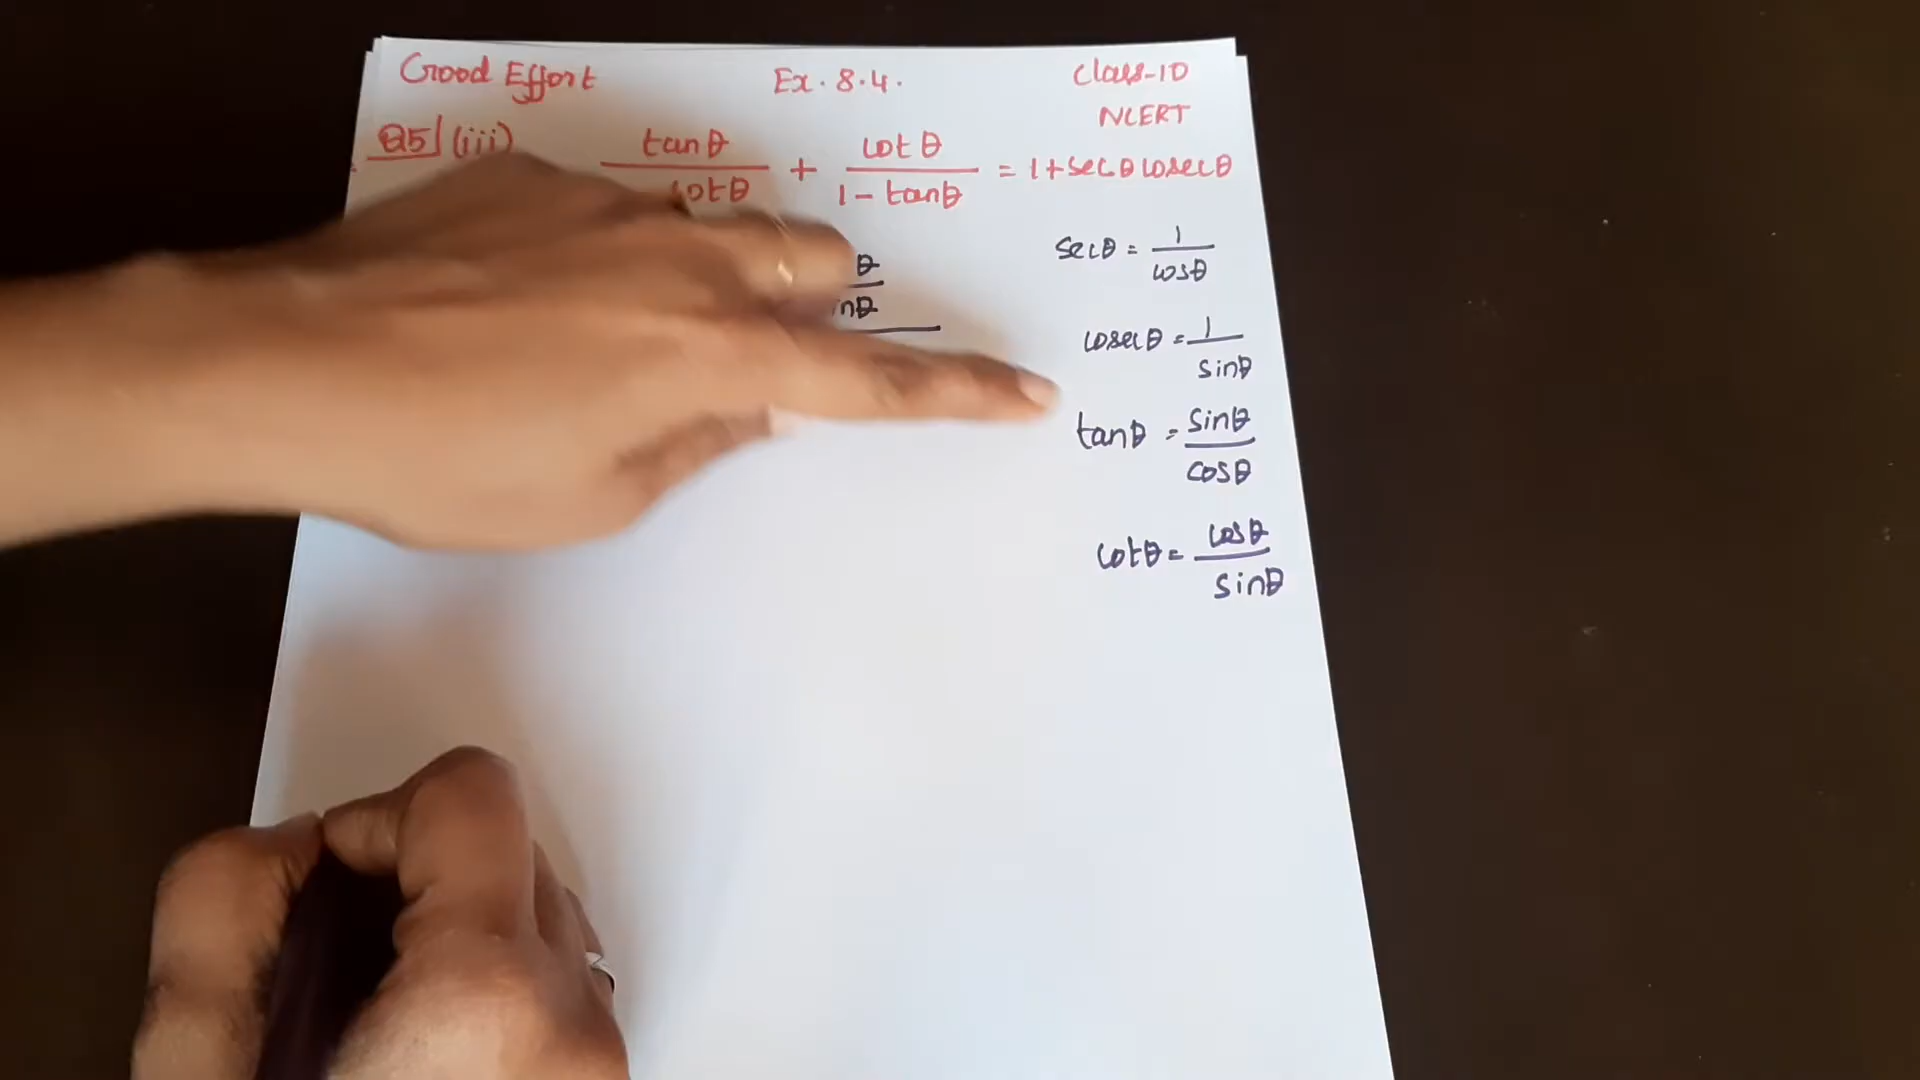 Good Effort Ex. 8.4. Class-10
NCERT
Q5 (iii) tanθ / cotθ + cotθ / 1 - tanθ = 1 + secθ cosecθ
secθ = 1 / cosθ
cosecθ = 1 / sinθ
tanθ = sinθ / cosθ
cotθ = cosθ / sinθ